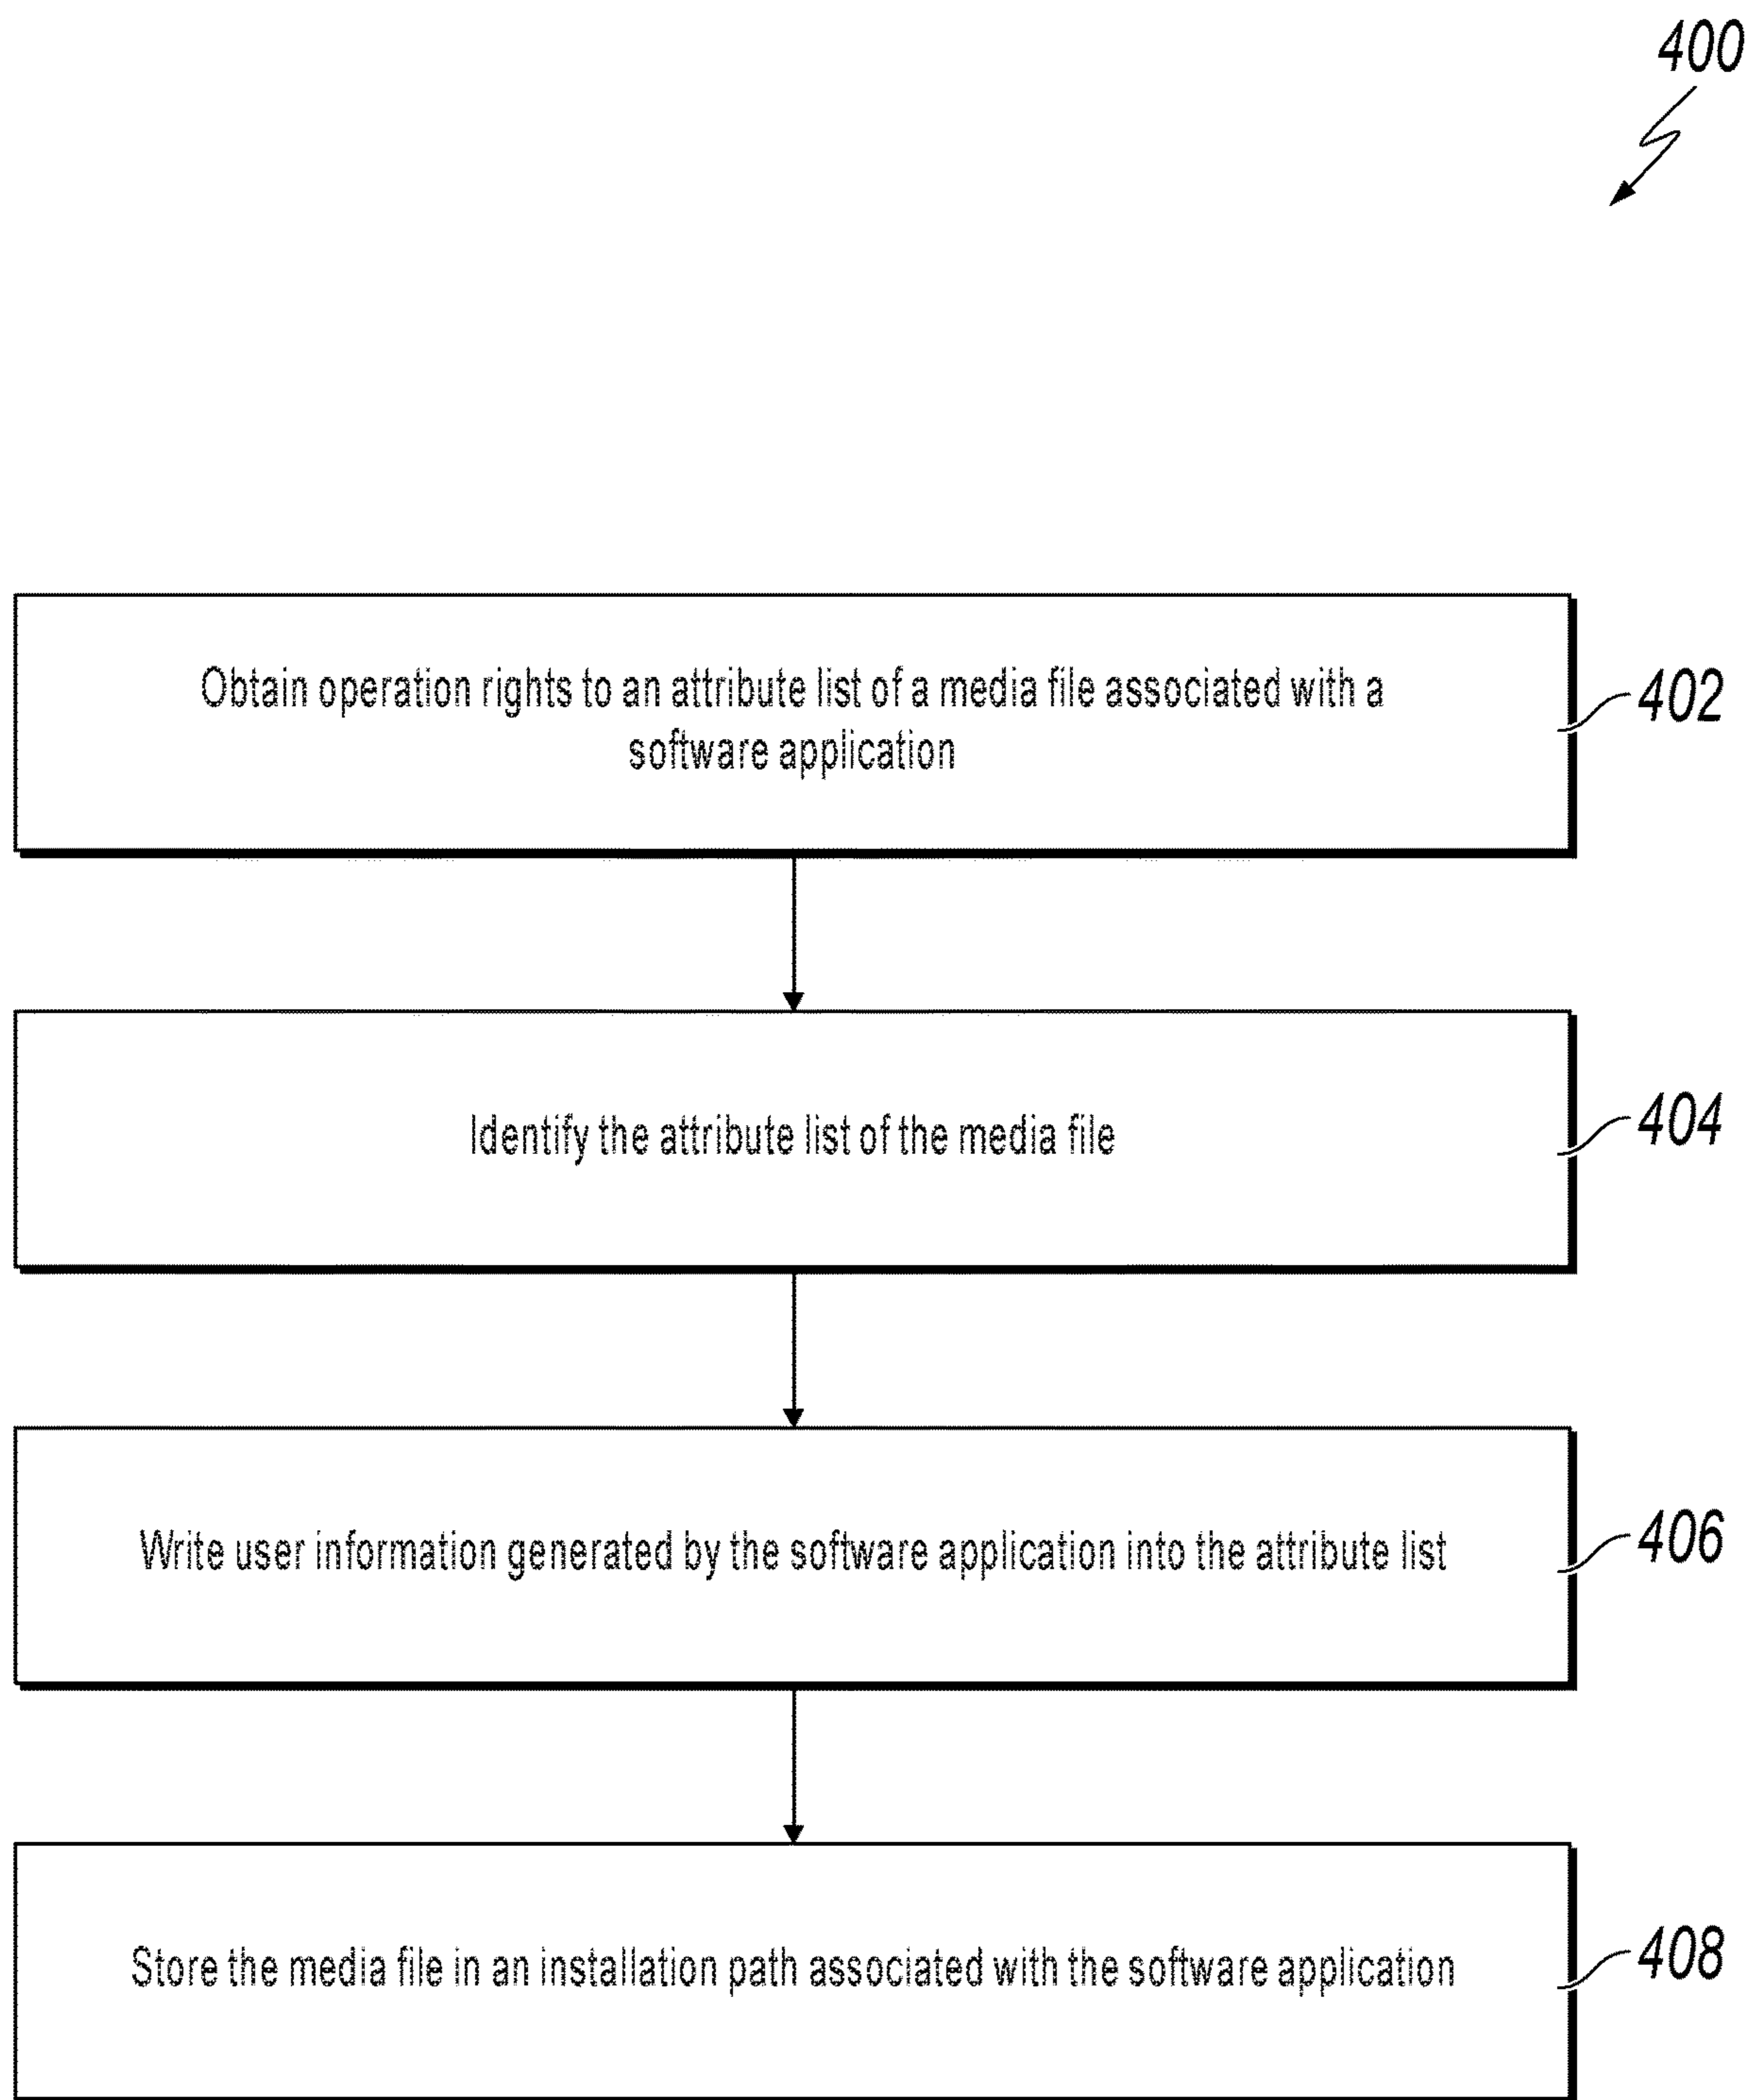 400
Obtain operation rights to an attribute list of a media file associated with a
software application
402
Identify the attribute list of the media file
404
Write user information generated by the software application into the attribute list
406
Store the media file in an installation path associated with the software application
408